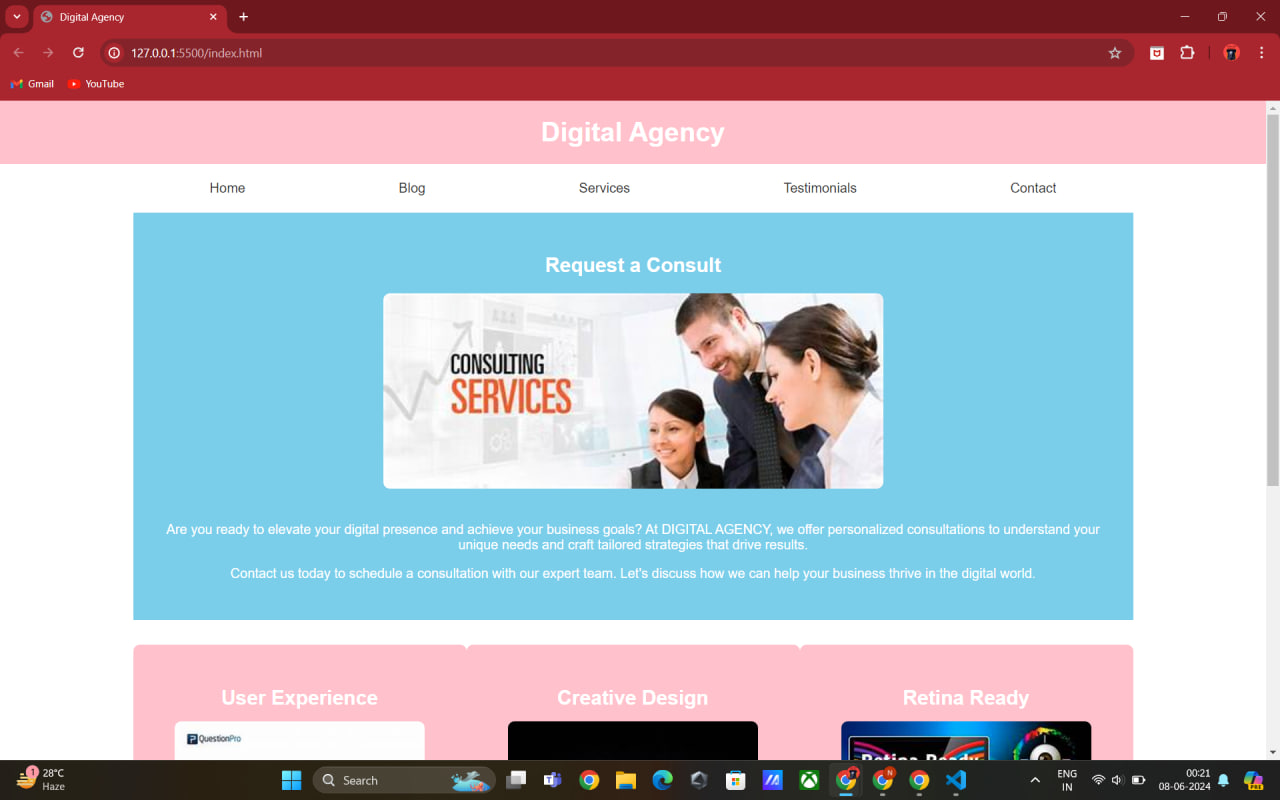 Digital Agency
127.0.0.1:5500/index.html
Gmail YouTube
Digital Agency
Home Blog Services Testimonials Contact
Request a Consult
CONSULTING
SERVICES
Are you ready to elevate your digital presence and achieve your business goals? At DIGITAL AGENCY, we offer personalized consultations to understand your
unique needs and craft tailored strategies that drive results.
Contact us today to schedule a consultation with our expert team. Let's discuss how we can help your business thrive in the digital world.
User Experience Creative Design Retina Ready
QuestionPro
Retina Ready
1
28°C
Haze
Search
N
ENG
IN
00:21
08-06-2024
PRE